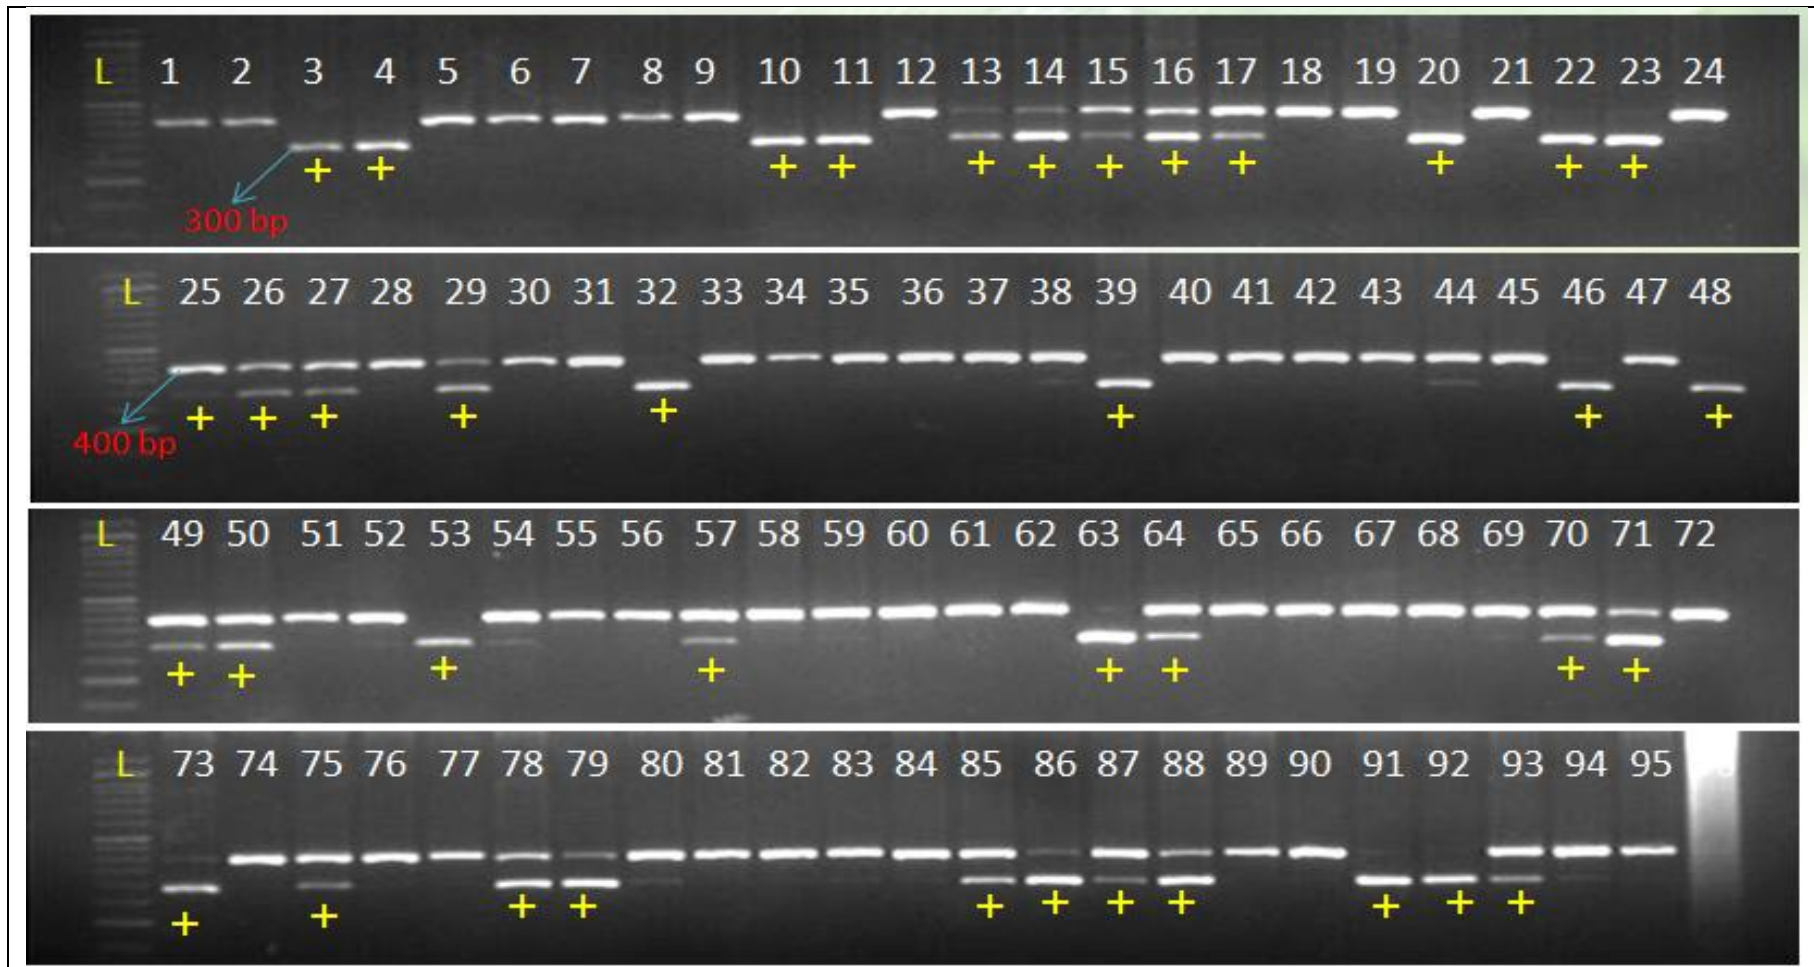 L 1 2 3 4 5 6 7 8 9 10 11 12 13 14 15 16 17 18 19 20 21 22 23 24
+ + + + + + + + + + + +
300 bp
L 25 26 27 28 29 30 31 32 33 34 35 36 37 38 39 40 41 42 43 44 45 46 47 48
+ + + + + + + +
400 bp
L 49 50 51 52 53 54 55 56 57 58 59 60 61 62 63 64 65 66 67 68 69 70 71 72
+ + + + + + + +
L 73 74 75 76 77 78 79 80 81 82 83 84 85 86 87 88 89 90 91 92 93 94 95
+ + + + + + + + + + +